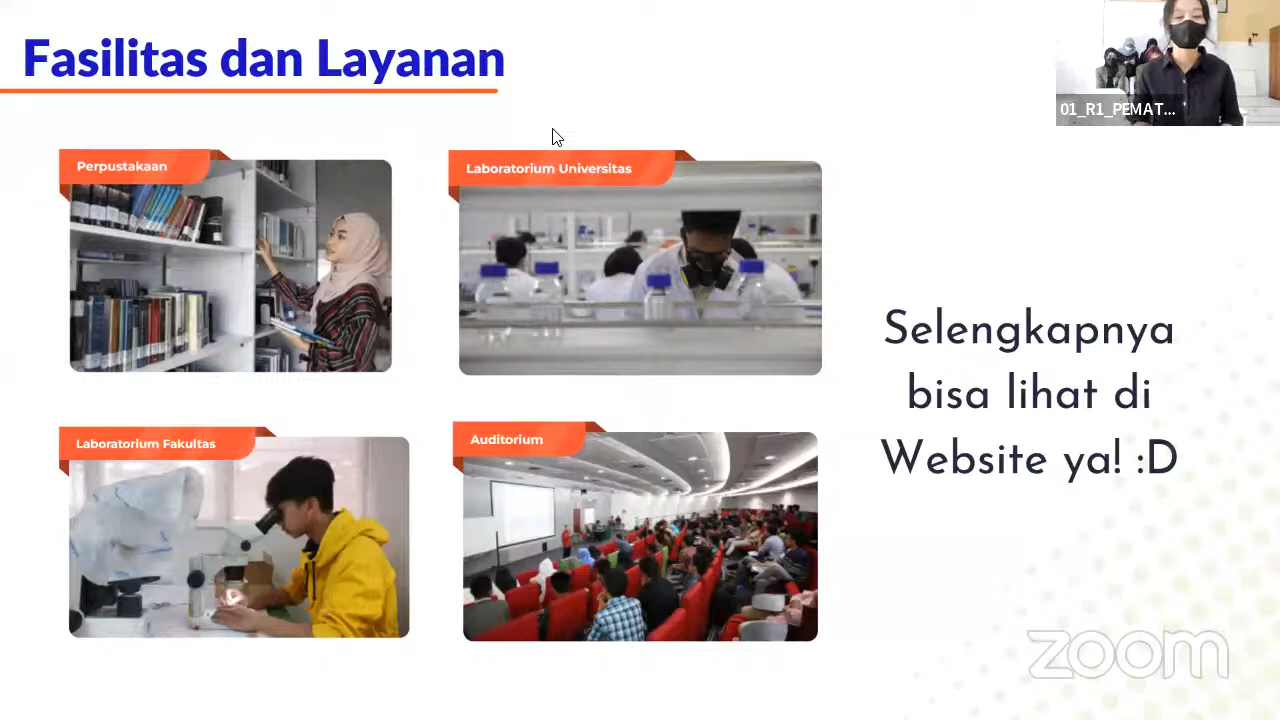 Fasilitas dan Layanan
01_R1_PEMAT...
Perpustakaan
Laboratorium Universitas
Laboratorium Fakultas
Auditorium
Selengkapnya
bisa lihat di
Website ya! :D
zoom